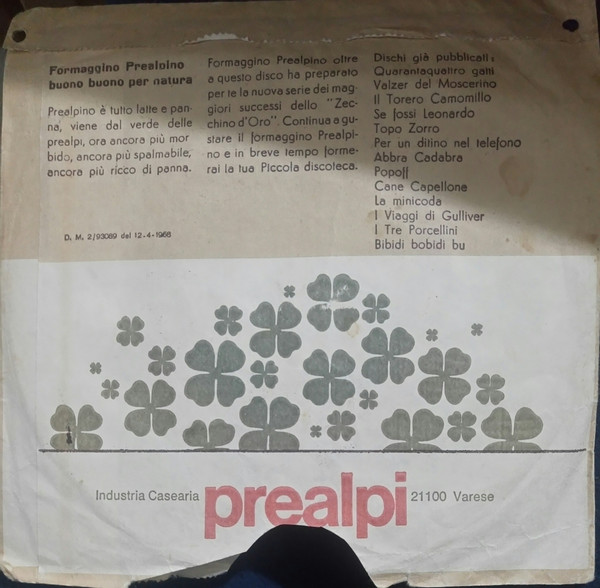 Formaggino Prealpino
buono buono per natura
Prealpino è tutto latte e pan-
na, viene dal verde delle
prealpi, ora ancora più mor
bido, ancora più spalmabile,
ancora più ricco di panna.
D. M. 2/93089 del 12-4-1968
Formaggino Prealpino oltre
a questo disco ha preparato
per te la nuova serie dei mag-
giori successi dello "Zec-
chino d'Oro". Continua a gu-
stare il formaggino Prealpi-
no e in breve tempo forme-
rai la tua Piccola discoteca.
Dischi già pubblicati:
Quarantaquattro gatti
Valzer del Moscerino
Il Torero Camomillo
Se fossi Leonardo
Topo Zorro
Per un ditino nel telefono
Abbra Cadabra
Popoff
Cane Capellone
La minicoda
I Viaggi di Gulliver
I Tre Porcellini
Bibidi bobidi bu
Industria Casearia prealpi 21100 Varese